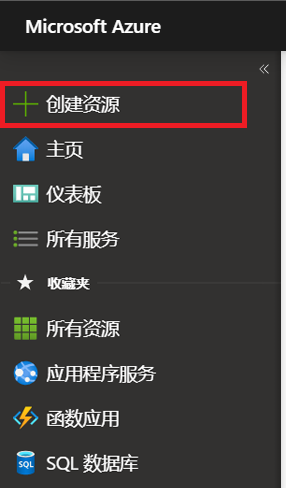 Microsoft Azure
创建资源
主页
仪表板
所有服务
收藏夹
所有资源
应用程序服务
函数应用
SQL 数据库